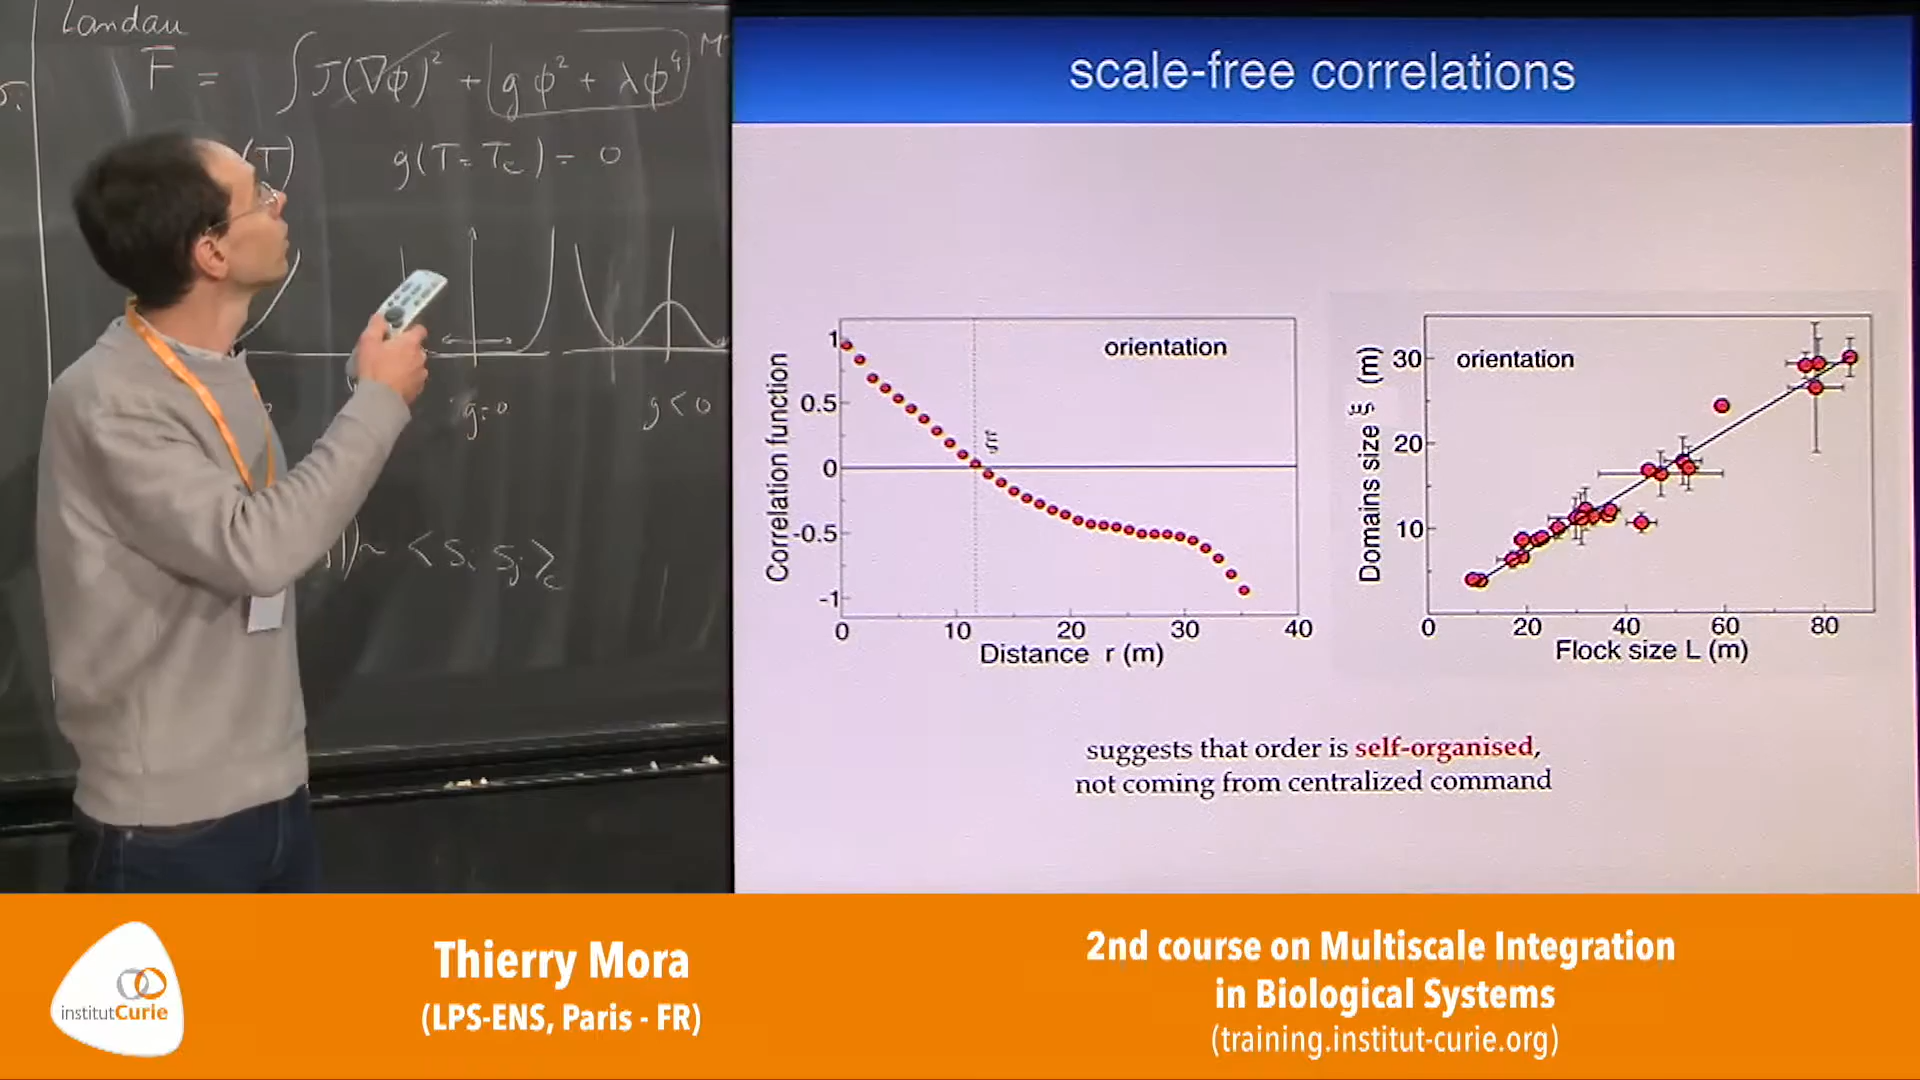 Landau
F = ∫ J(∇φ)² + (g φ² + λφ⁴)
(T) g(T=Tc) = 0
g=0
g<0
~ <Si Sj>c
scale-free correlations
Correlation function
1
0.5
0
-0.5
-1
orientation
ξ
0 10 20 30 40
Distance r (m)
Domains size ξ (m)
30
20
10
orientation
0 20 40 60 80
Flock size L (m)
suggests that order is self-organised,
not coming from centralized command
institutCurie
Thierry Mora
(LPS-ENS, Paris - FR)
2nd course on Multiscale Integration
in Biological Systems
(training.institut-curie.org)